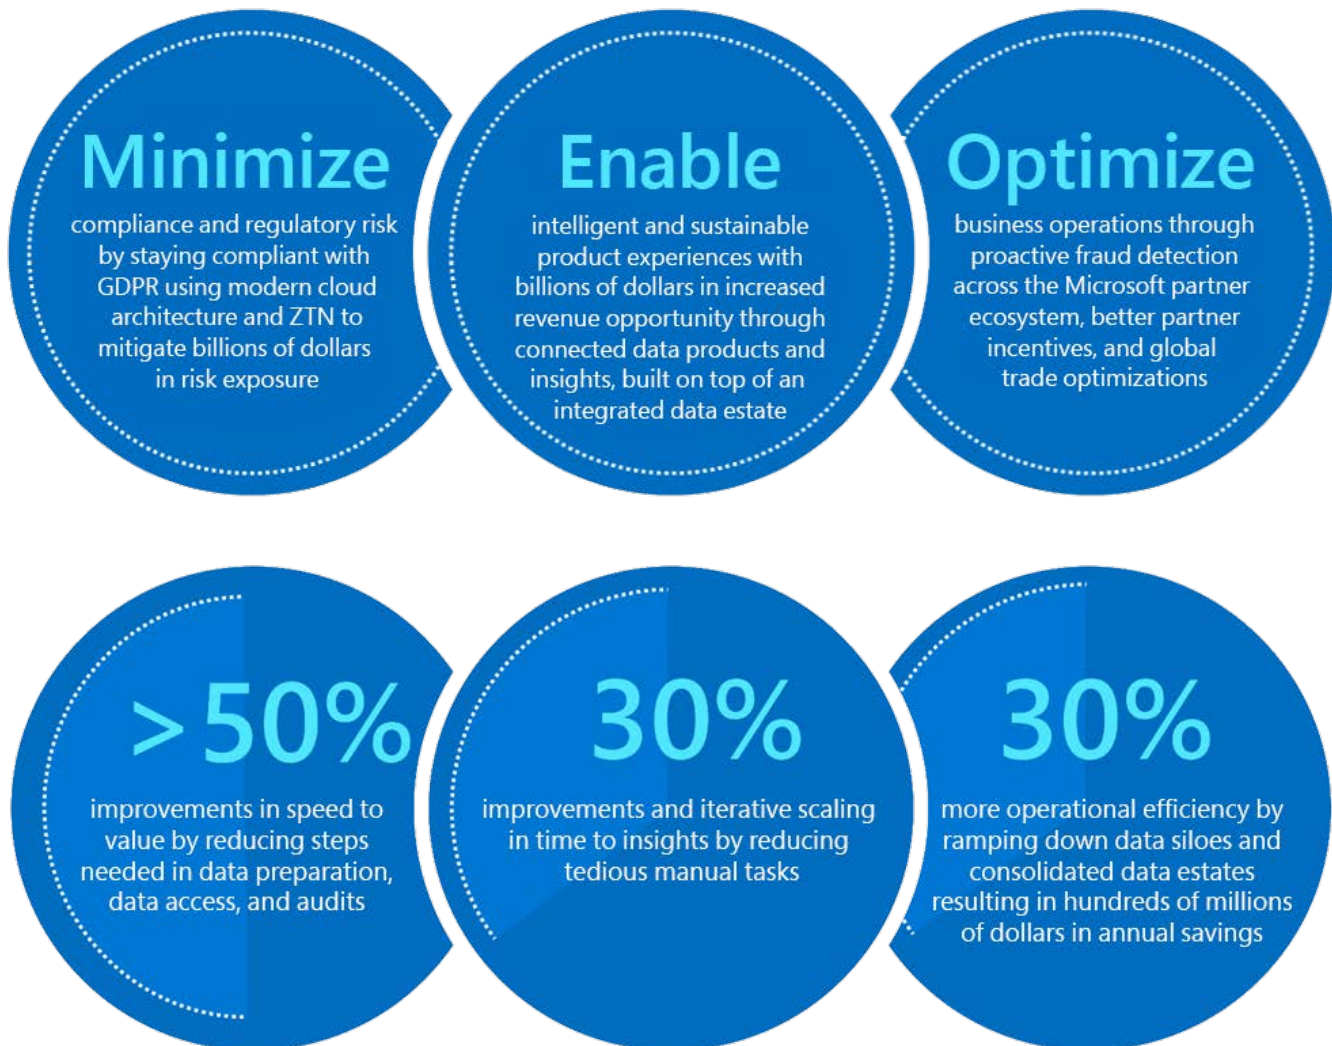 Minimize
compliance and regulatory risk
by staying compliant with
GDPR using modern cloud
architecture and ZTN to
mitigate billions of dollars
in risk exposure
Enable
intelligent and sustainable
product experiences with
billions of dollars in increased
revenue opportunity through
connected data products and
insights, built on top of an
integrated data estate
Optimize
business operations through
proactive fraud detection
across the Microsoft partner
ecosystem, better partner
incentives, and global
trade optimizations
>50%
improvements in speed to
value by reducing steps
needed in data preparation,
data access, and audits
30%
improvements and iterative scaling
in time to insights by reducing
tedious manual tasks
30%
more operational efficiency by
ramping down data siloes and
consolidated data estates
resulting in hundreds of millions
of dollars in annual savings